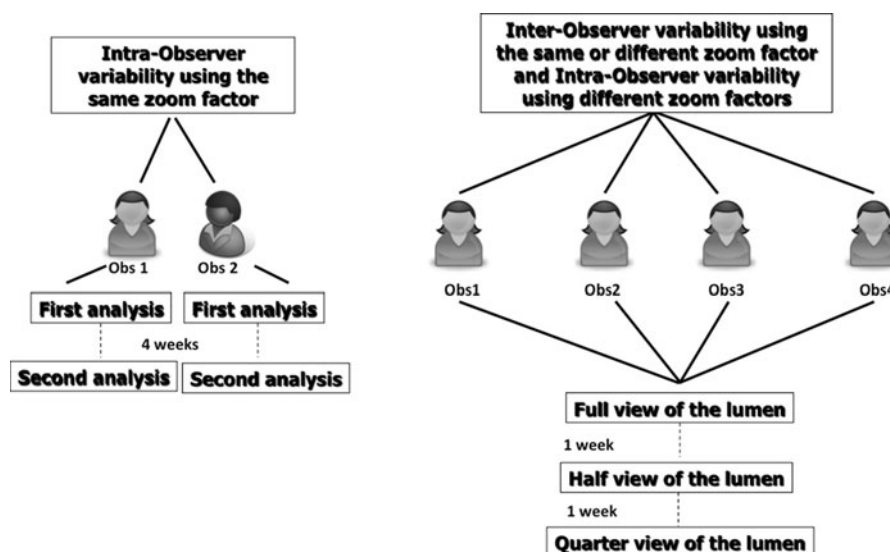 Intra-Observer
variability using the
same zoom factor
Obs 1
Obs 2
First analysis
First analysis
4 weeks
Second analysis
Second analysis
Inter-Observer variability using
the same or different zoom factor
and Intra-Observer variability
using different zoom factors
Obs1
Obs2
Obs3
Obs4
Full view of the lumen
1 week
Half view of the lumen
1 week
Quarter view of the lumen